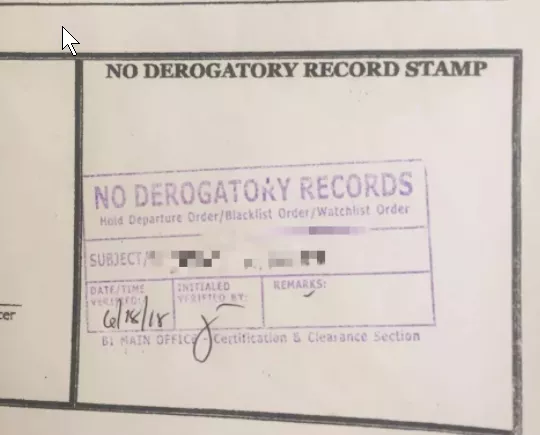 NO DEROGATORY RECORD STAMP
NO DEROGATORY RECORDS
Hold Departure Order/Blacklist Order/Watchlist Order
SUBJECT/
DATE/TIME VERIFIED: INITIALED VERIFIED BY: REMARKS:
6/18/18
BI MAIN OFFICE - Certification & Clearance Section